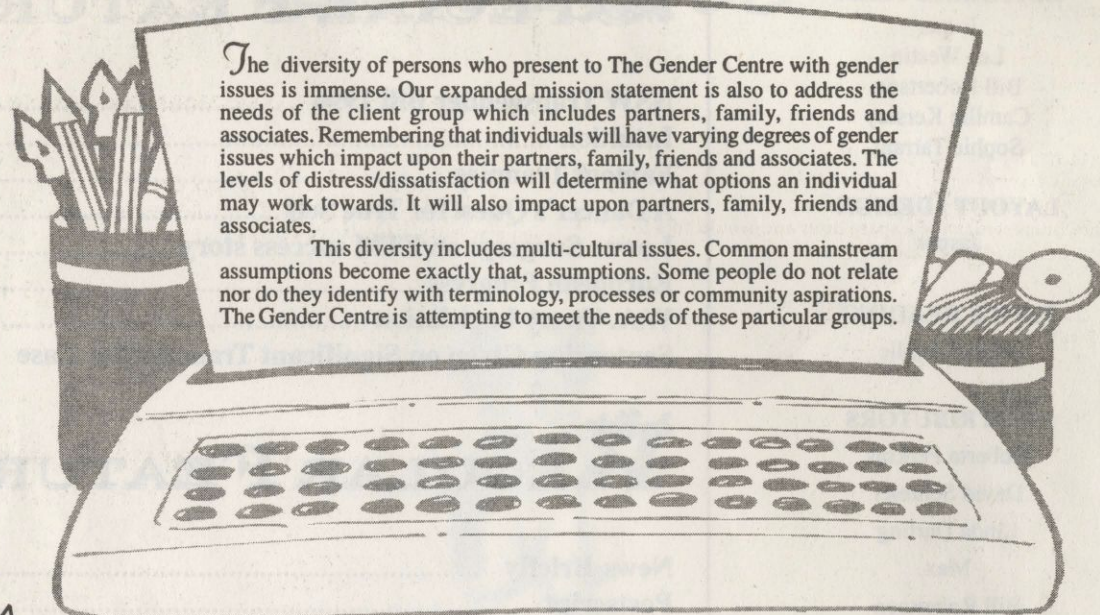 The diversity of persons who present to The Gender Centre with gender
issues is immense. Our expanded mission statement is also to address the
needs of the client group which includes partners, family, friends and
associates. Remembering that individuals will have varying degrees of gender
issues which impact upon their partners, family, friends and associates. The
levels of distress/dissatisfaction will determine what options an individual
may work towards. It will also impact upon partners, family, friends and
associates.
This diversity includes multi-cultural issues. Common mainstream
assumptions become exactly that, assumptions. Some people do not relate
nor do they identify with terminology, processes or community aspirations.
The Gender Centre is attempting to meet the needs of these particular groups.